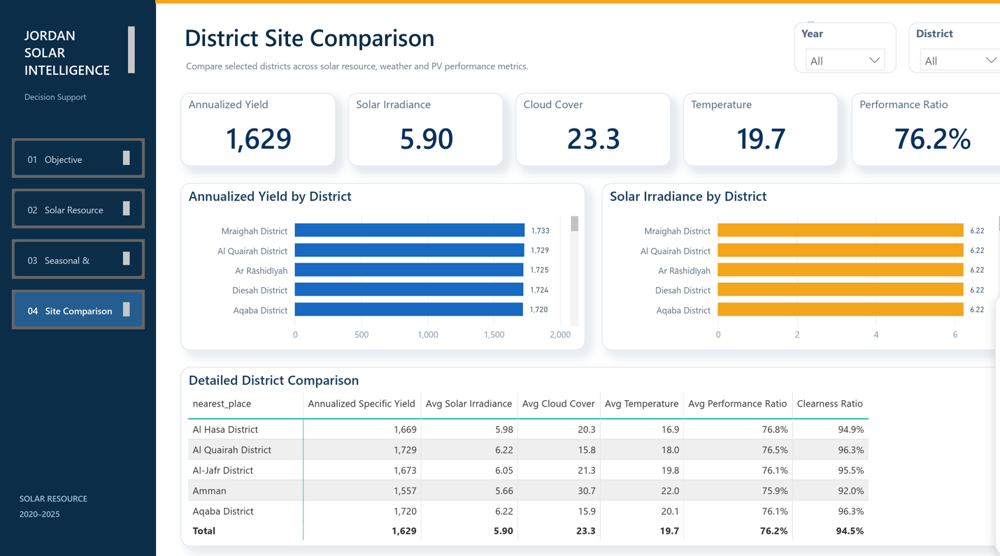 JORDAN
SOLAR
INTELLIGENCE
Decision Support
01 Objective
02 Solar Resource
03 Seasonal &
04 Site Comparison
SOLAR RESOURCE
2020–2025
District Site Comparison
Compare selected districts across solar resource, weather and PV performance metrics.
Year
All
District
All
Annualized Yield
1,629
Solar Irradiance
5.90
Cloud Cover
23.3
Temperature
19.7
Performance Ratio
76.2%
Annualized Yield by District
Mraighah District 1,733
Al Quairah District 1,729
Ar Rāshidīyah 1,725
Diesah District 1,724
Aqaba District 1,720
0 500 1,000 1,500 2,000
Solar Irradiance by District
Mraighah District 6.22
Al Quairah District 6.22
Ar Rāshidīyah 6.22
Diesah District 6.22
Aqaba District 6.22
0 2 4 6
Detailed District Comparison
nearest_place Annualized Specific Yield Avg Solar Irradiance Avg Cloud Cover Avg Temperature Avg Performance Ratio Clearness Ratio
Al Hasa District 1,669 5.98 20.3 16.9 76.8% 94.9%
Al Quairah District 1,729 6.22 15.8 18.0 76.5% 96.3%
Al-Jafr District 1,673 6.05 21.3 19.8 76.1% 95.5%
Amman 1,557 5.66 30.7 22.0 75.9% 92.0%
Aqaba District 1,720 6.22 15.9 20.1 76.1% 96.3%
Total 1,629 5.90 23.3 19.7 76.2% 94.5%